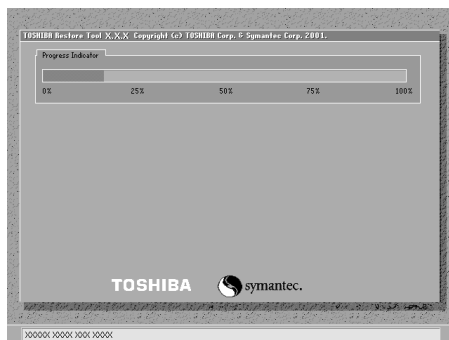 TOSHIBA Restore Tool X.X.X Copyright (c) TOSHIBA Corp. & Symantec Corp. 2001.
Progress Indicator
0% 25% 50% 75% 100%
TOSHIBA symantec.
XXXXX XXXX XXX XXXX